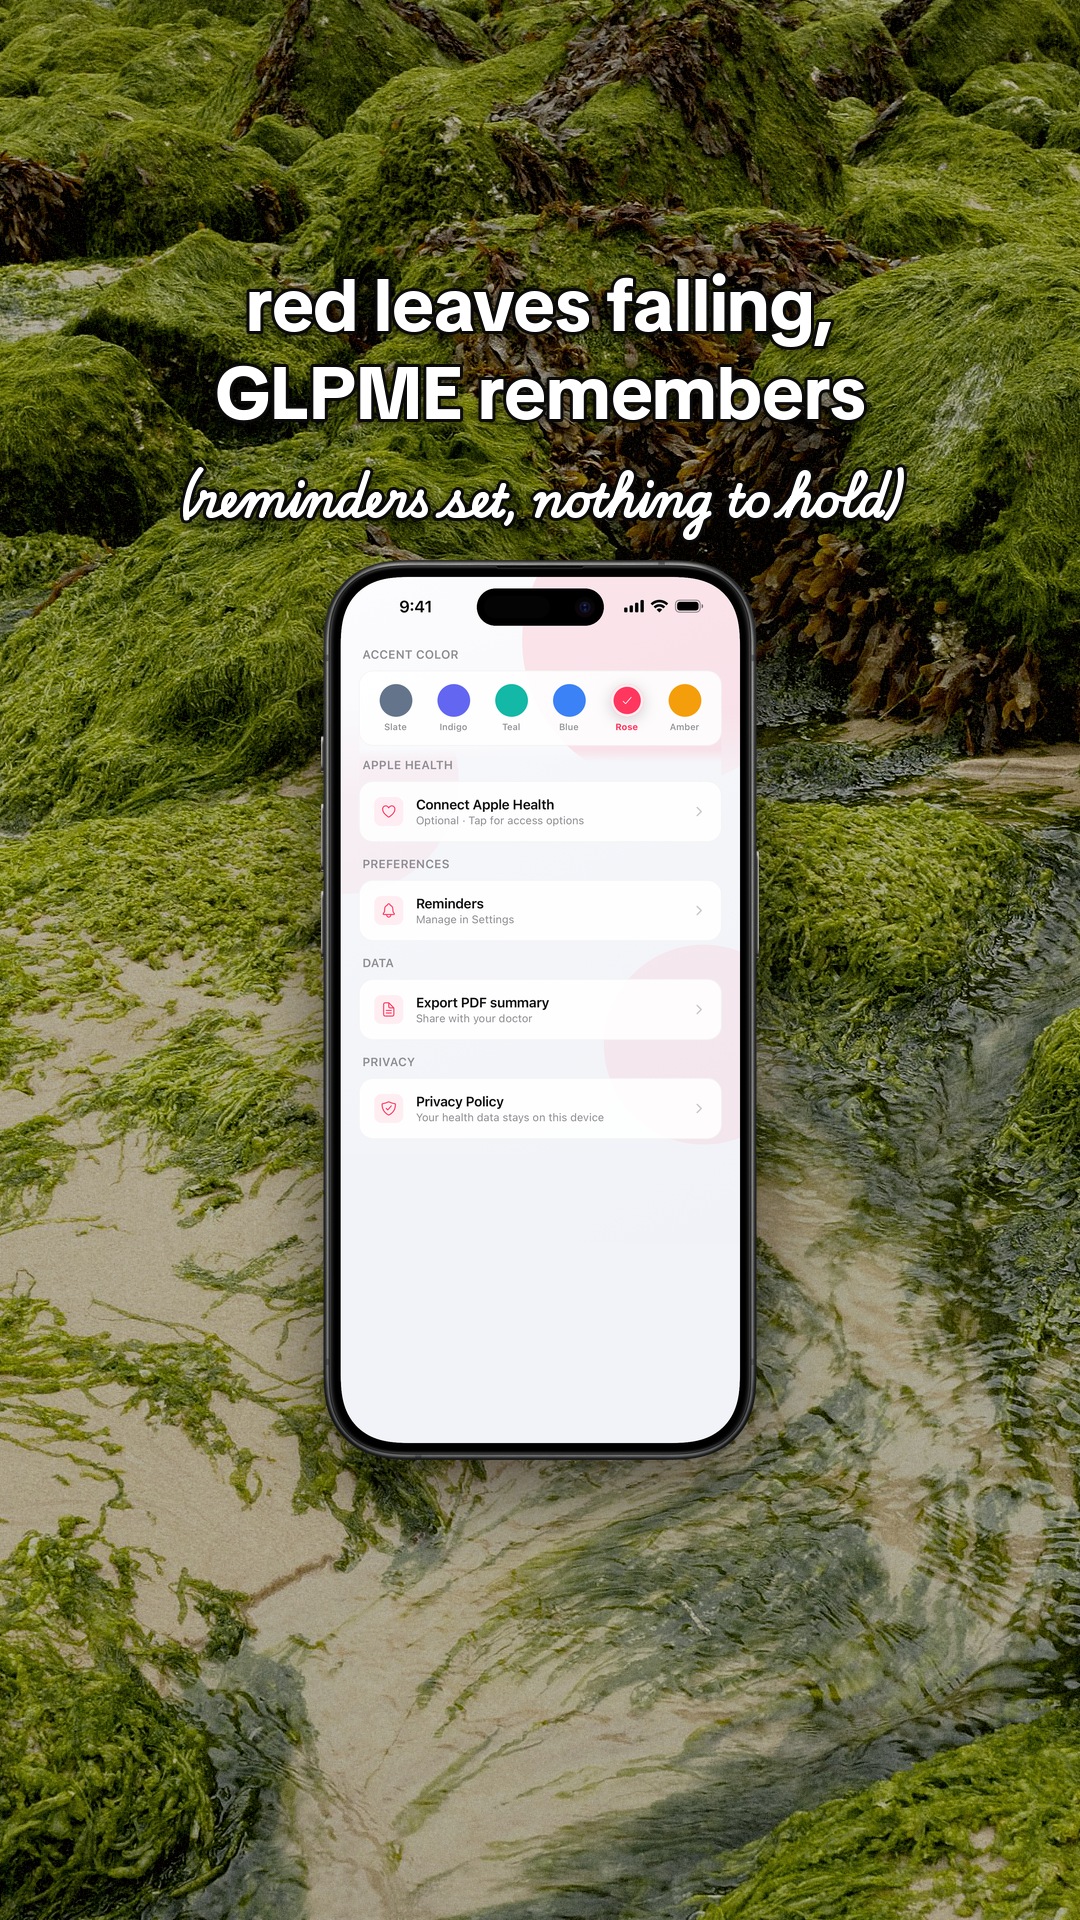 red leaves falling,
GLPME remembers
(reminders set, nothing to hold)
9:41
ACCENT COLOR
Slate Indigo Teal Blue Rose Amber
APPLE HEALTH
Connect Apple Health
Optional · Tap for access options
PREFERENCES
Reminders
Manage in Settings
DATA
Export PDF summary
Share with your doctor
PRIVACY
Privacy Policy
Your health data stays on this device